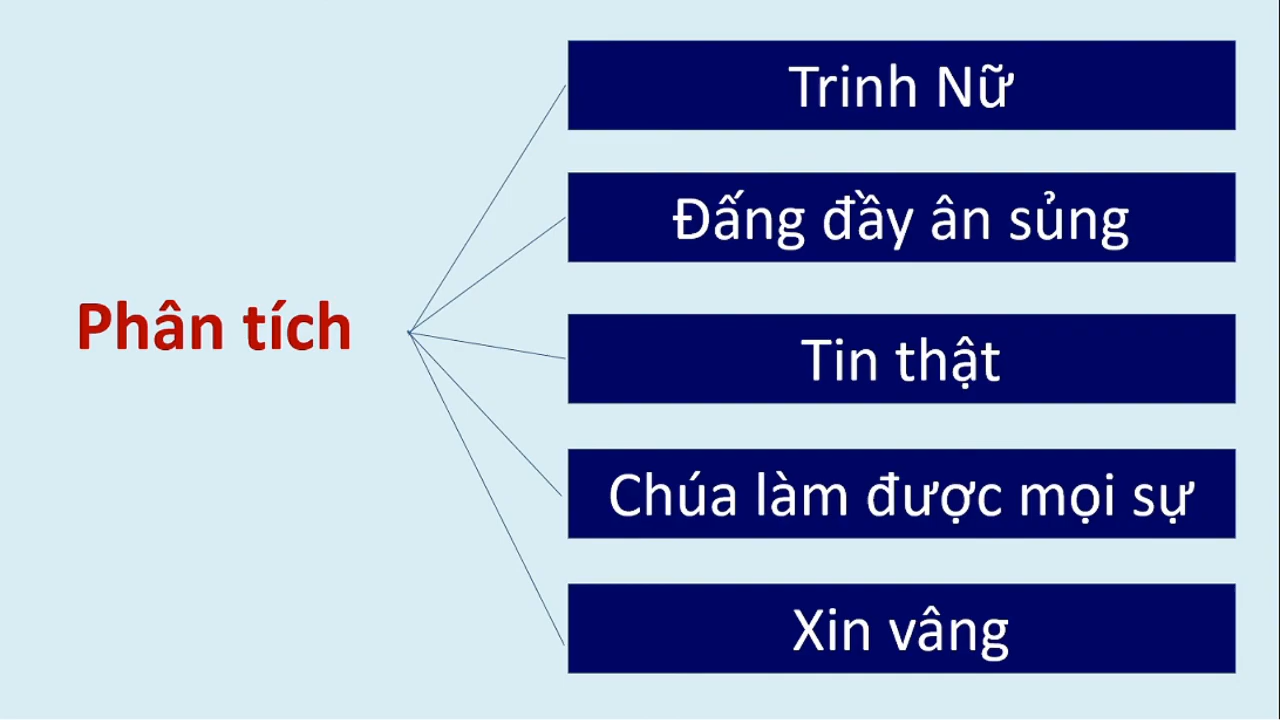 Phân tích
Trinh Nữ
Đấng đầy ân sủng
Tin thật
Chúa làm được mọi sự
Xin vâng